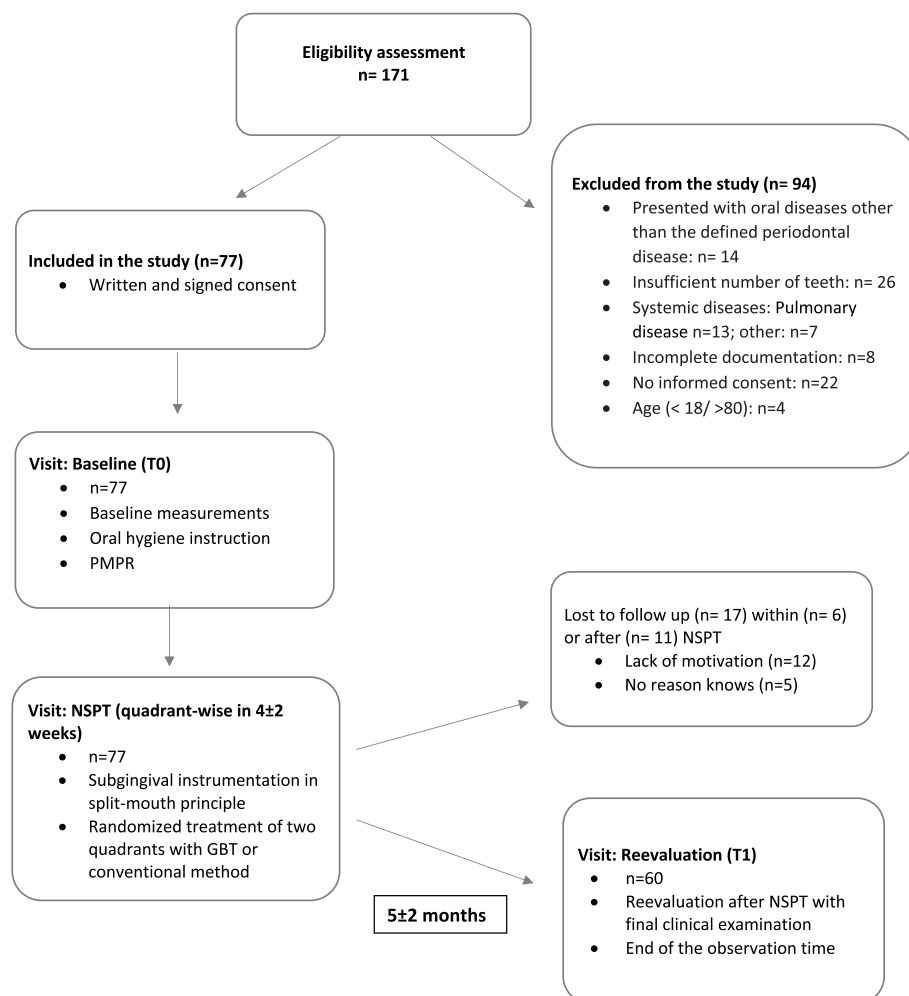 Eligibility assessment
n= 171
Excluded from the study (n= 94)
• Presented with oral diseases other
than the defined periodontal
disease: n= 14
• Insufficient number of teeth: n= 26
• Systemic diseases: Pulmonary
disease n=13; other: n=7
• Incomplete documentation: n=8
• No informed consent: n=22
• Age (< 18/ >80): n=4
Included in the study (n=77)
• Written and signed consent
Visit: Baseline (T0)
• n=77
• Baseline measurements
• Oral hygiene instruction
• PMPR
Lost to follow up (n= 17) within (n= 6)
or after (n= 11) NSPT
• Lack of motivation (n=12)
• No reason knows (n=5)
Visit: NSPT (quadrant-wise in 4±2
weeks)
• n=77
• Subgingival instrumentation in
split-mouth principle
• Randomized treatment of two
quadrants with GBT or
conventional method
5±2 months
Visit: Reevaluation (T1)
• n=60
• Reevaluation after NSPT with
final clinical examination
• End of the observation time